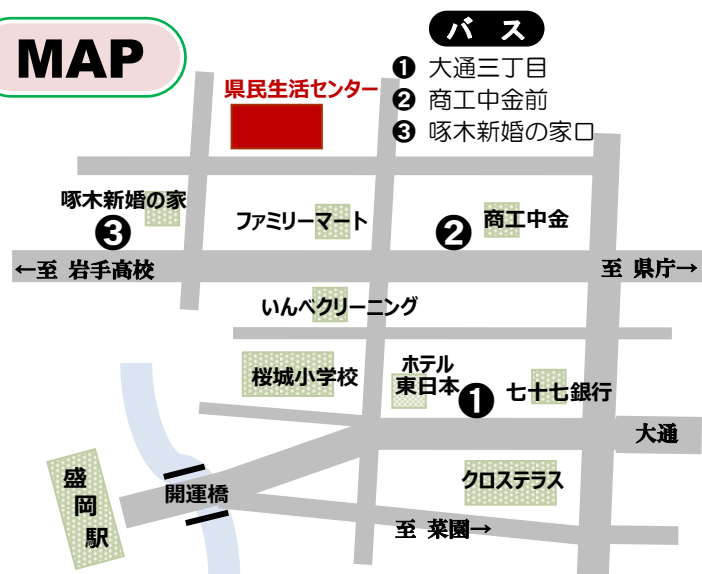 MAP
バ ス
❶ 大通三丁目
❷ 商工中金前
❸ 啄木新婚の家口
県民生活センター
啄木新婚の家
❸
ファミリーマート
❷
商工中金
←至 岩手高校
至 県庁→
いんべクリーニング
桜城小学校
ホテル
東日本
❶
七十七銀行
大通
盛
岡
駅
開運橋
クロステラス
至 菜園→